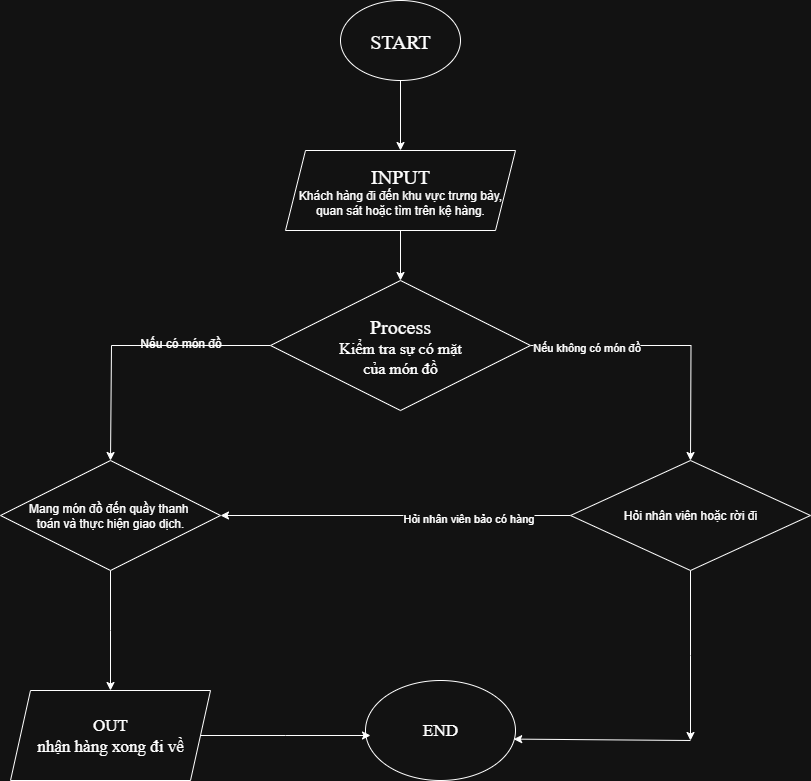 START
INPUT
Khách hàng đi đến khu vực trưng bày,
quan sát hoặc tìm trên kệ hàng.
Process
Kiểm tra sự có mặt
của món đồ
Nếu có món đồ
Nếu không có món đồ
Mang món đồ đến quầy thanh
toán và thực hiện giao dịch.
Hỏi nhân viên bảo có hàng
Hỏi nhân viên hoặc rời đi
OUT
nhận hàng xong đi về
END